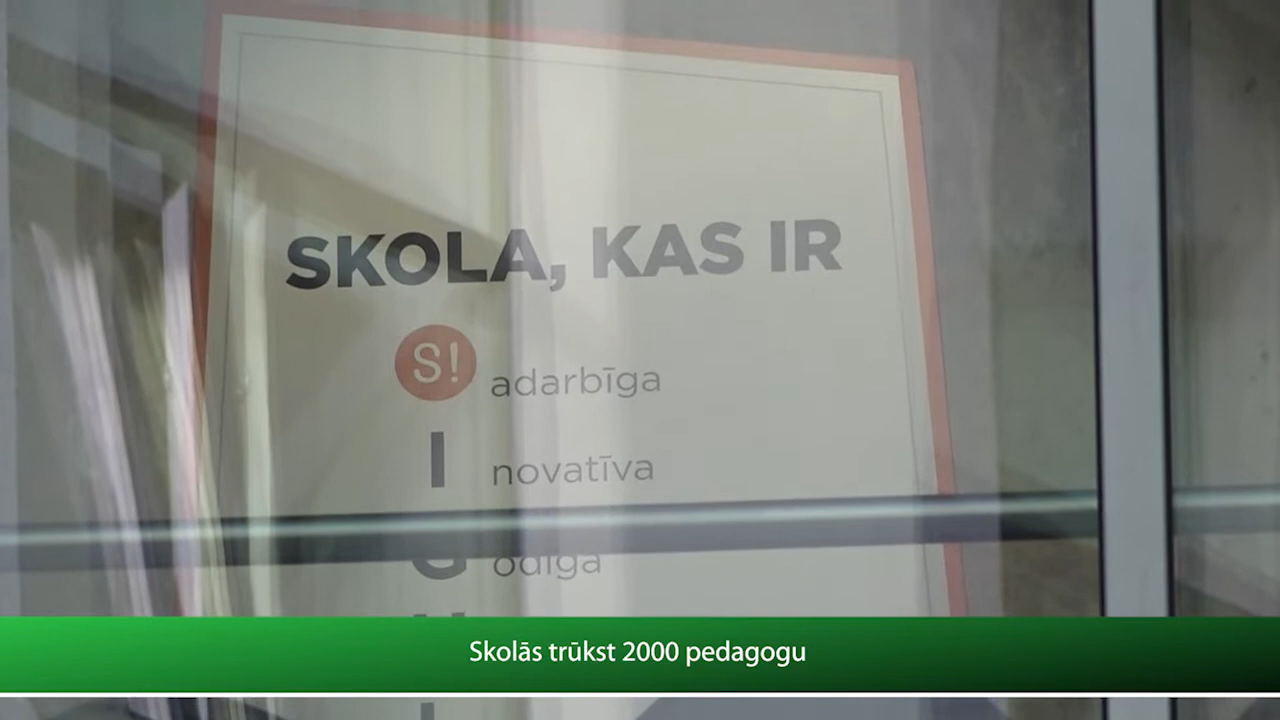 SKOLA, KAS IR
S! adarbīga
I novatīva
odīga
Skolās trūkst 2000 pedagogu